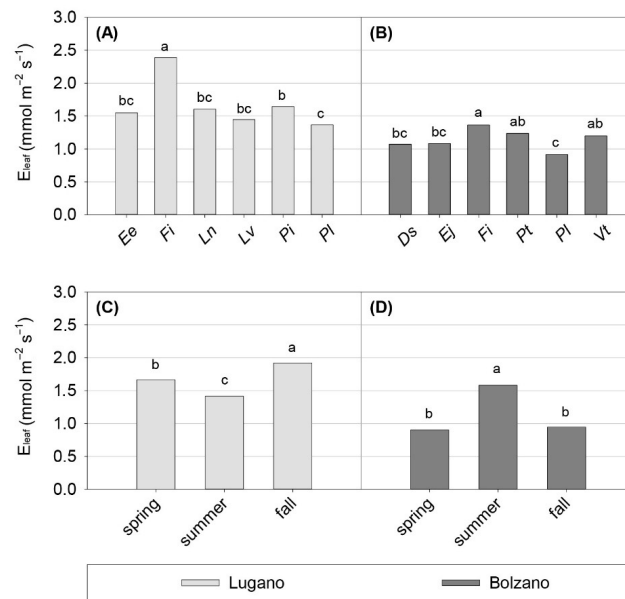 (A) (B)
E_leaf (mmol m⁻² s⁻¹)
3.0
2.5
2.0
1.5
1.0
0.5
0.0
bc a bc bc b c
bc bc a ab c ab
Ee Fi Ln Lv Pi Pl
Ds Ej Fi Pt Pl Vt
(C) (D)
E_leaf (mmol m⁻² s⁻¹)
3.0
2.5
2.0
1.5
1.0
0.5
0.0
b c a
b a b
spring summer fall
spring summer fall
Lugano Bolzano